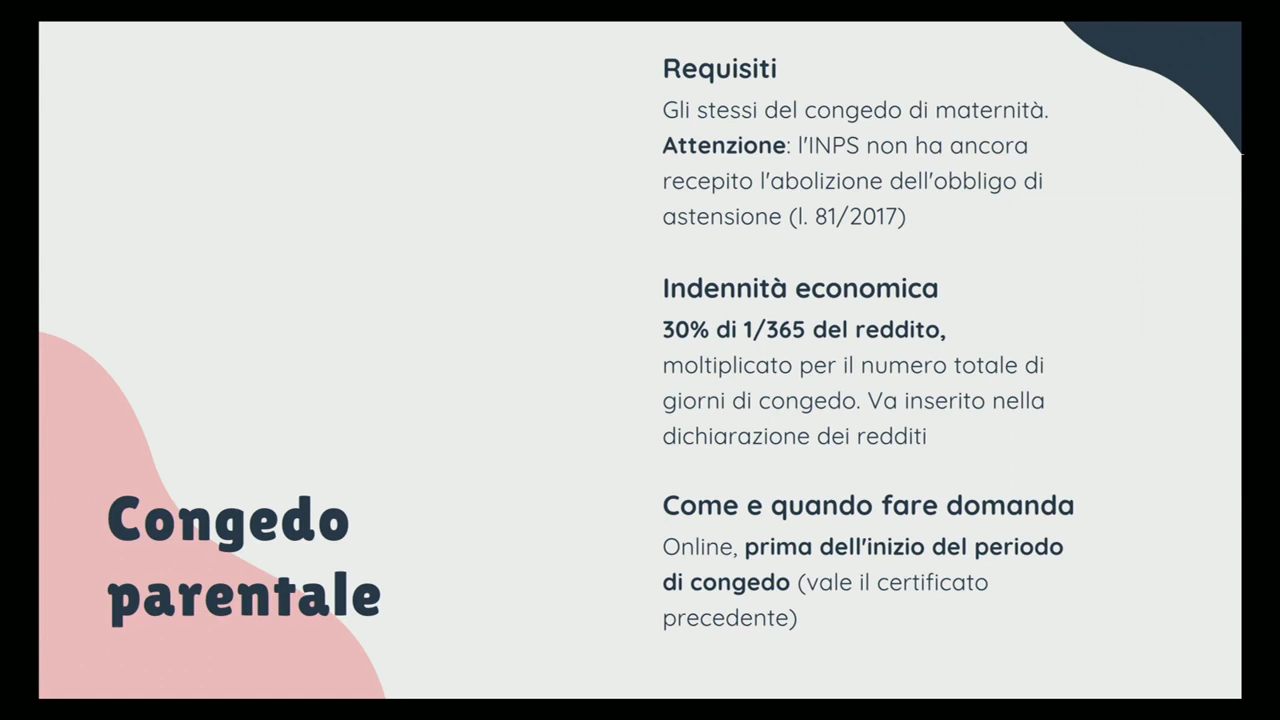 Congedo
parentale
Requisiti
Gli stessi del congedo di maternità.
Attenzione: l'INPS non ha ancora
recepito l'abolizione dell'obbligo di
astensione (l. 81/2017)
Indennità economica
30% di 1/365 del reddito,
moltiplicato per il numero totale di
giorni di congedo. Va inserito nella
dichiarazione dei redditi
Come e quando fare domanda
Online, prima dell'inizio del periodo
di congedo (vale il certificato
precedente)